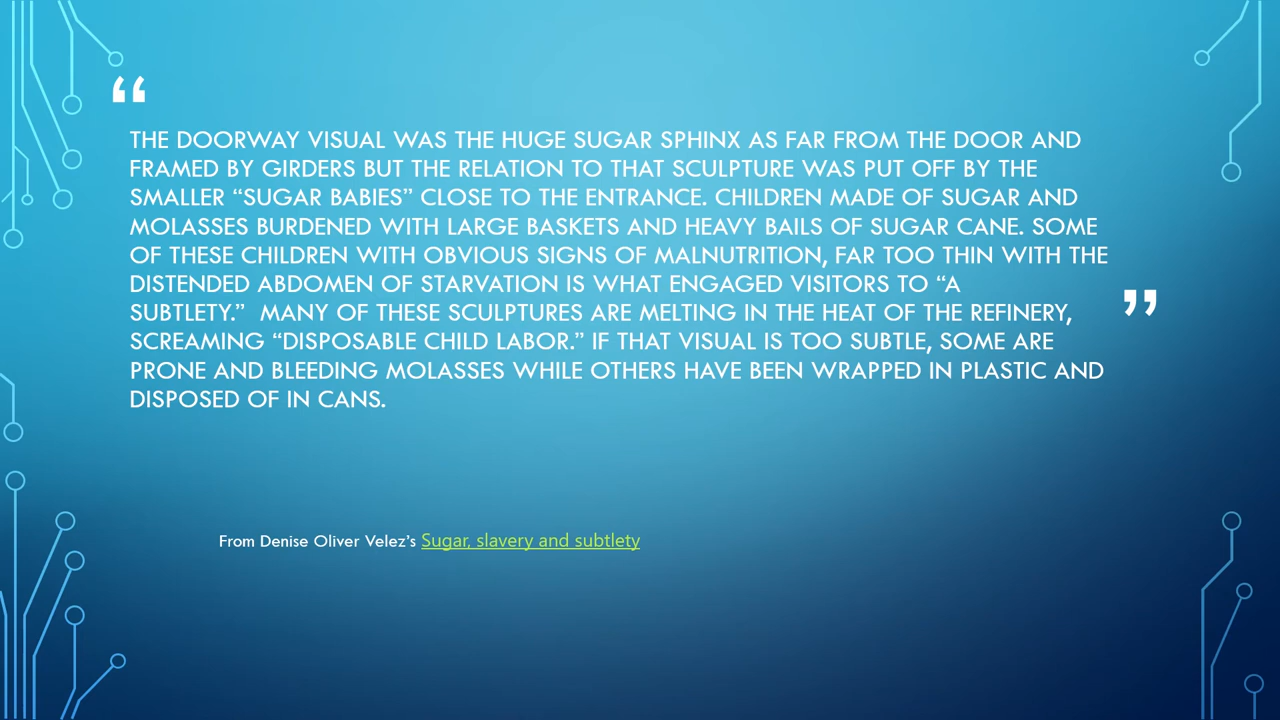 “
THE DOORWAY VISUAL WAS THE HUGE SUGAR SPHINX AS FAR FROM THE DOOR AND
FRAMED BY GIRDERS BUT THE RELATION TO THAT SCULPTURE WAS PUT OFF BY THE
SMALLER “SUGAR BABIES” CLOSE TO THE ENTRANCE. CHILDREN MADE OF SUGAR AND
MOLASSES BURDENED WITH LARGE BASKETS AND HEAVY BAILS OF SUGAR CANE. SOME
OF THESE CHILDREN WITH OBVIOUS SIGNS OF MALNUTRITION, FAR TOO THIN WITH THE
DISTENDED ABDOMEN OF STARVATION IS WHAT ENGAGED VISITORS TO “A
SUBTLETY.”  MANY OF THESE SCULPTURES ARE MELTING IN THE HEAT OF THE REFINERY,
SCREAMING “DISPOSABLE CHILD LABOR.” IF THAT VISUAL IS TOO SUBTLE, SOME ARE
PRONE AND BLEEDING MOLASSES WHILE OTHERS HAVE BEEN WRAPPED IN PLASTIC AND
DISPOSED OF IN CANS.
”
From Denise Oliver Velez’s Sugar, slavery and subtlety